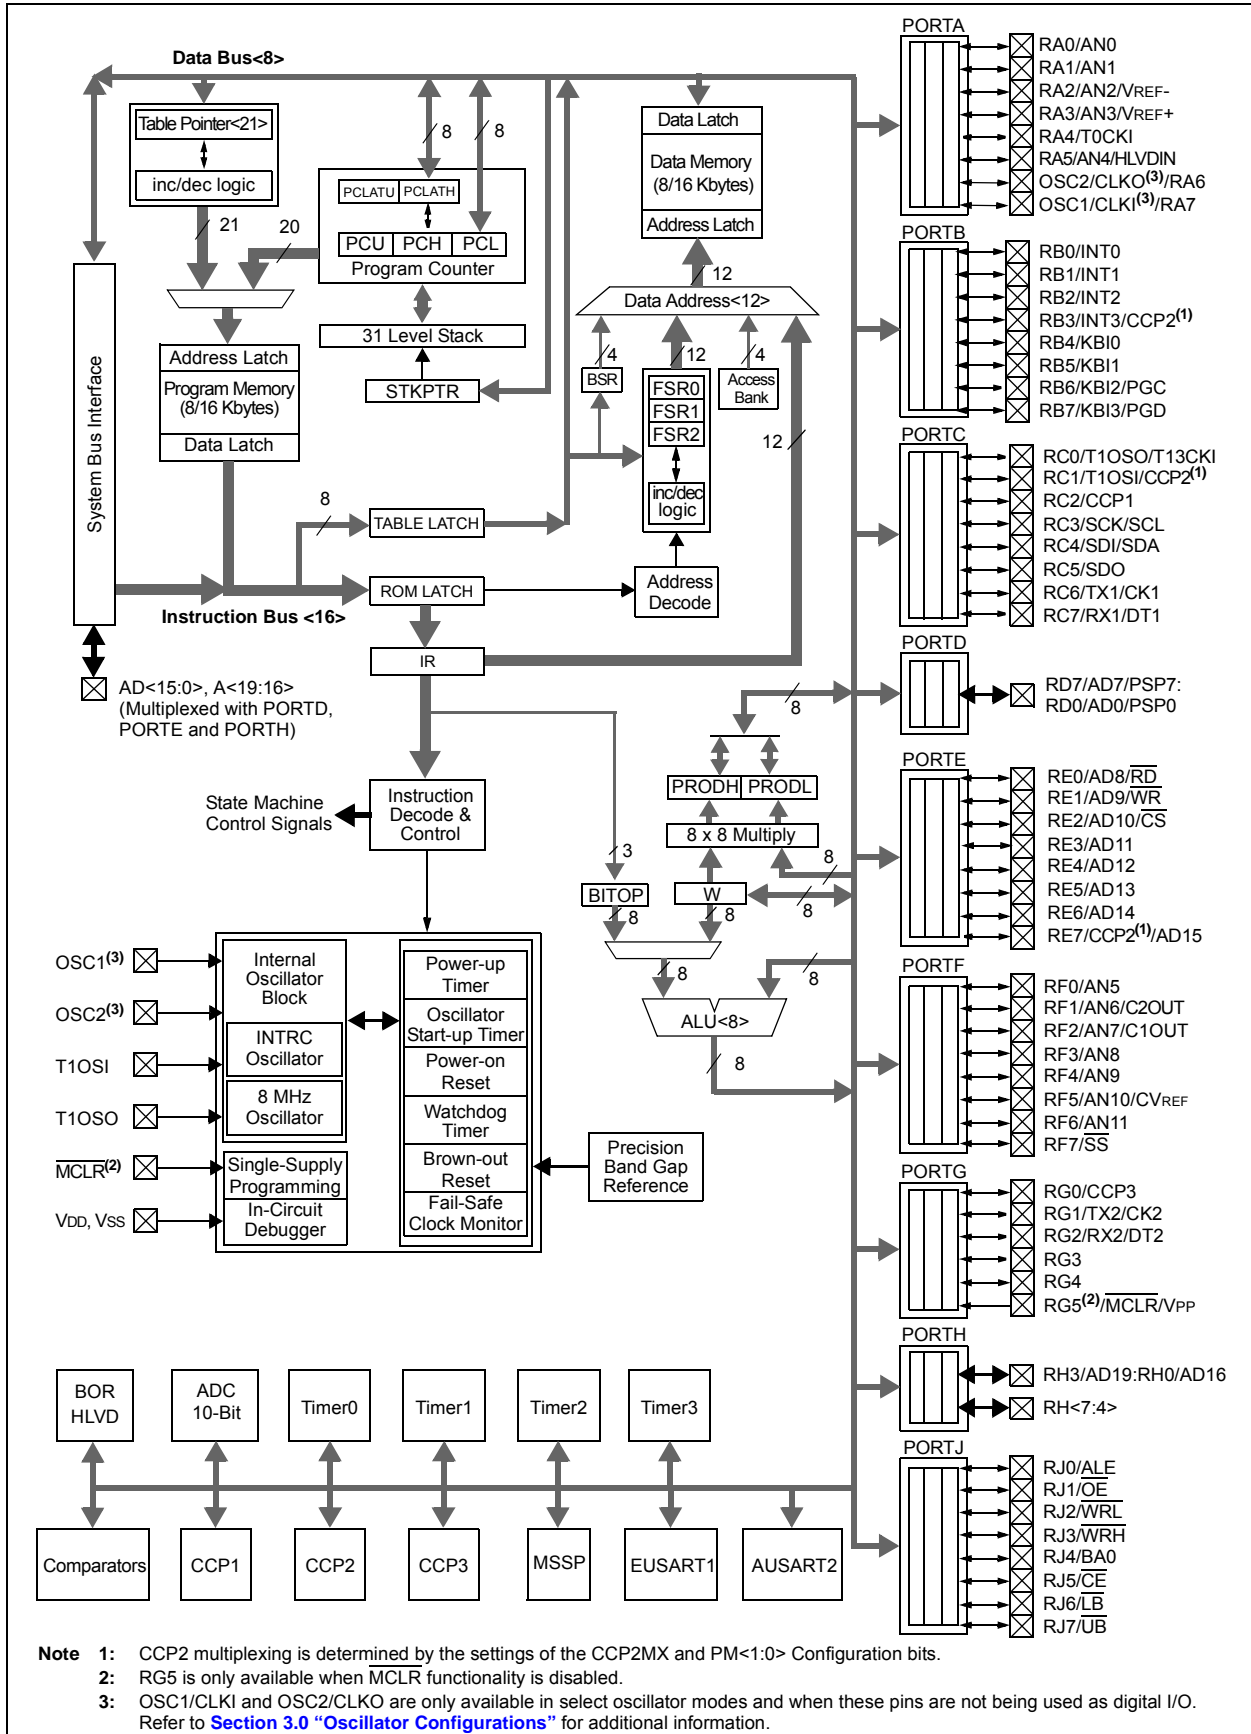 Data Bus<8>
Table Pointer<21>
inc/dec logic
21
20
8
8
PCLATU PCLATH
PCU PCH PCL
Program Counter
31 Level Stack
STKPTR
Data Latch
Data Memory
(8/16 Kbytes)
Address Latch
12
Data Address<12>
4
12
4
BSR
FSR0
FSR1
FSR2
inc/dec
logic
Access
Bank
12
Address
Decode
System Bus Interface
Address Latch
Program Memory
(8/16 Kbytes)
Data Latch
8
TABLE LATCH
ROM LATCH
Instruction Bus <16>
IR
AD<15:0>, A<19:16>
(Multiplexed with PORTD,
PORTE and PORTH)
State Machine
Control Signals
Instruction
Decode &
Control
8
PRODH PRODL
8 x 8 Multiply
3
8
BITOP
W
8
8
8
8
8
ALU<8>
8
OSC1(3)
OSC2(3)
T1OSI
T1OSO
MCLR(2)
VDD, VSS
Internal
Oscillator
Block
INTRC
Oscillator
8 MHz
Oscillator
Single-Supply
Programming
In-Circuit
Debugger
Power-up
Timer
Oscillator
Start-up Timer
Power-on
Reset
Watchdog
Timer
Brown-out
Reset
Fail-Safe
Clock Monitor
Precision
Band Gap
Reference
BOR
HLVD
ADC
10-Bit
Timer0
Timer1
Timer2
Timer3
Comparators
CCP1
CCP2
CCP3
MSSP
EUSART1
AUSART2
PORTA
RA0/AN0
RA1/AN1
RA2/AN2/VREF-
RA3/AN3/VREF+
RA4/T0CKI
RA5/AN4/HLVDIN
OSC2/CLKO(3)/RA6
OSC1/CLKI(3)/RA7
PORTB
RB0/INT0
RB1/INT1
RB2/INT2
RB3/INT3/CCP2(1)
RB4/KBI0
RB5/KBI1
RB6/KBI2/PGC
RB7/KBI3/PGD
PORTC
RC0/T1OSO/T13CKI
RC1/T1OSI/CCP2(1)
RC2/CCP1
RC3/SCK/SCL
RC4/SDI/SDA
RC5/SDO
RC6/TX1/CK1
RC7/RX1/DT1
PORTD
RD7/AD7/PSP7:
RD0/AD0/PSP0
PORTE
RE0/AD8/RD
RE1/AD9/WR
RE2/AD10/CS
RE3/AD11
RE4/AD12
RE5/AD13
RE6/AD14
RE7/CCP2(1)/AD15
PORTF
RF0/AN5
RF1/AN6/C2OUT
RF2/AN7/C1OUT
RF3/AN8
RF4/AN9
RF5/AN10/CVREF
RF6/AN11
RF7/SS
PORTG
RG0/CCP3
RG1/TX2/CK2
RG2/RX2/DT2
RG3
RG4
RG5(2)/MCLR/VPP
PORTH
RH3/AD19:RH0/AD16
RH<7:4>
PORTJ
RJ0/ALE
RJ1/OE
RJ2/WRL
RJ3/WRH
RJ4/BA0
RJ5/CE
RJ6/LB
RJ7/UB
Note 1: CCP2 multiplexing is determined by the settings of the CCP2MX and PM<1:0> Configuration bits.
2: RG5 is only available when MCLR functionality is disabled.
3: OSC1/CLKI and OSC2/CLKO are only available in select oscillator modes and when these pins are not being used as digital I/O.
Refer to Section 3.0 “Oscillator Configurations” for additional information.